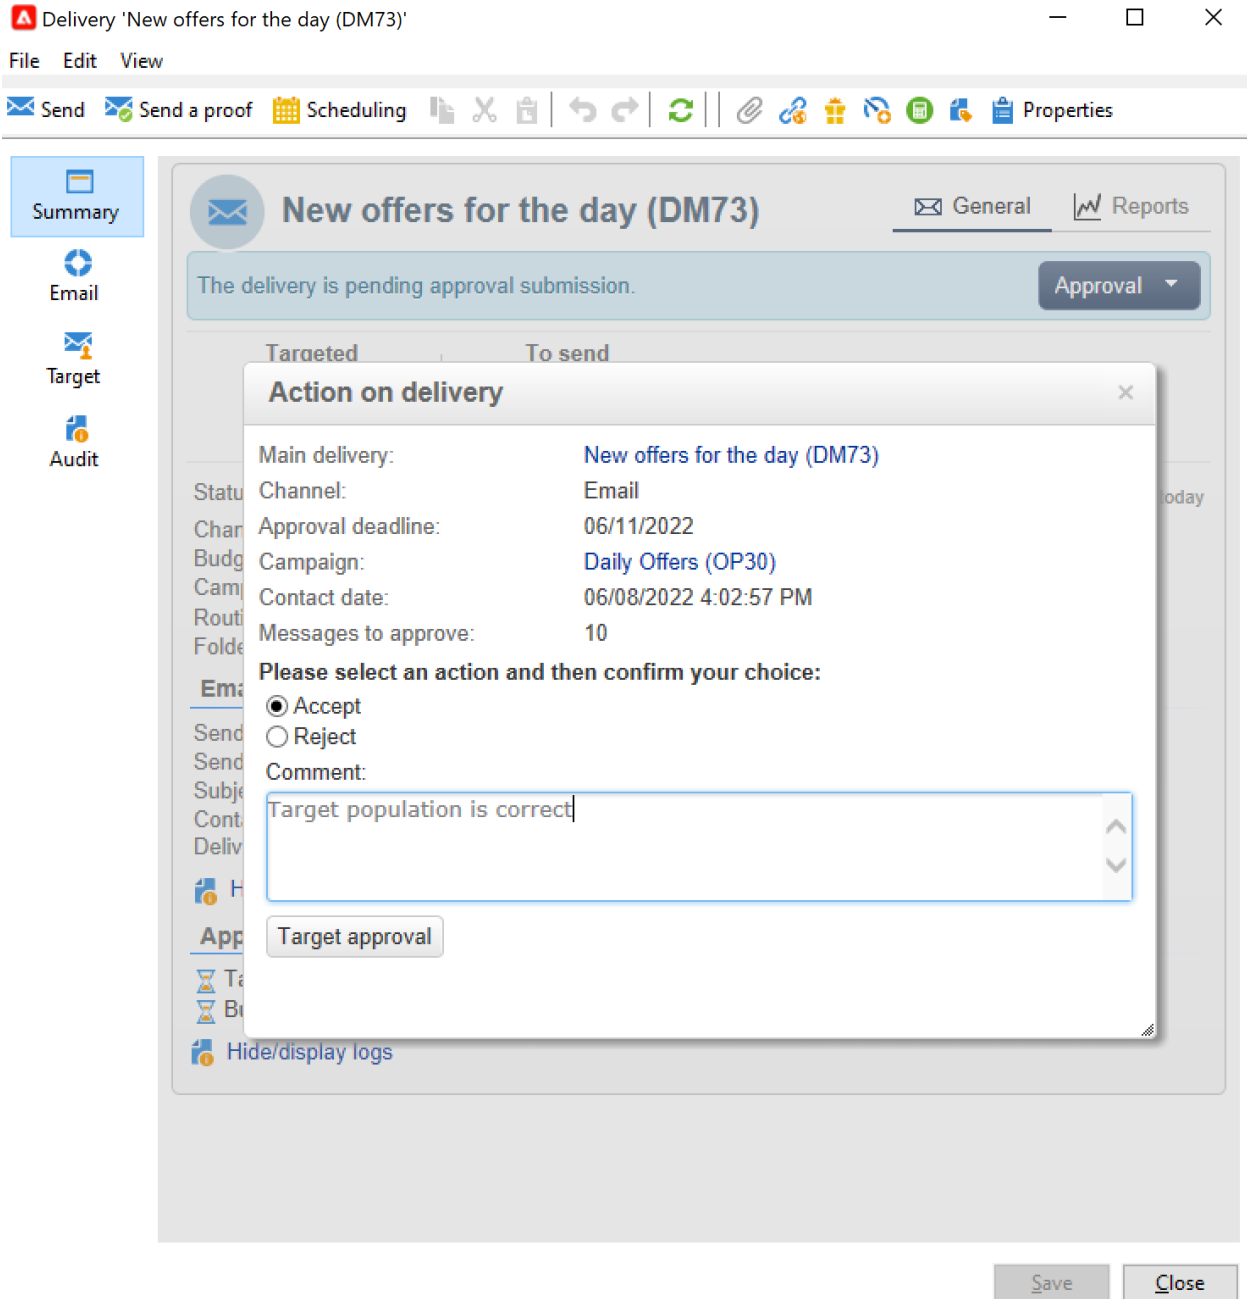 Delivery 'New offers for the day (DM73)'
File Edit View
Send Send a proof Scheduling Properties
Summary
Email
Target
Audit
New offers for the day (DM73)
General Reports
The delivery is pending approval submission.
Approval
Targeted To send
Action on delivery
Main delivery: New offers for the day (DM73)
Channel: Email
Approval deadline: 06/11/2022
Campaign: Daily Offers (OP30)
Contact date: 06/08/2022 4:02:57 PM
Messages to approve: 10
Please select an action and then confirm your choice:
Accept
Reject
Comment:
Target population is correct
Target approval
Hide/display logs
Save Close